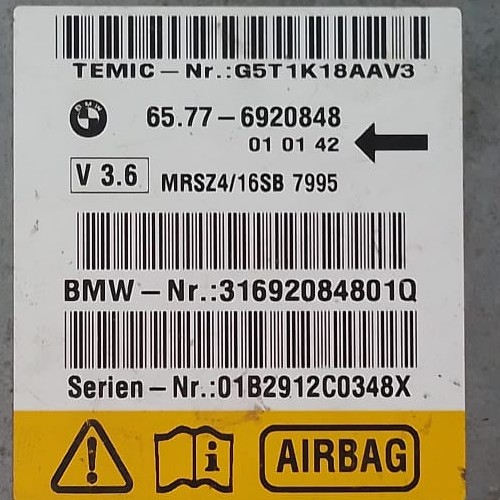 TEMIC-Nr.:G5T1K18AAV3
BMW
65.77-6920848
01 01 42
V 3.6
MRSZ4/16SB 7995
BMW-Nr.:31692084801Q
Serien-Nr.:01B2912C0348X
! i AIRBAG